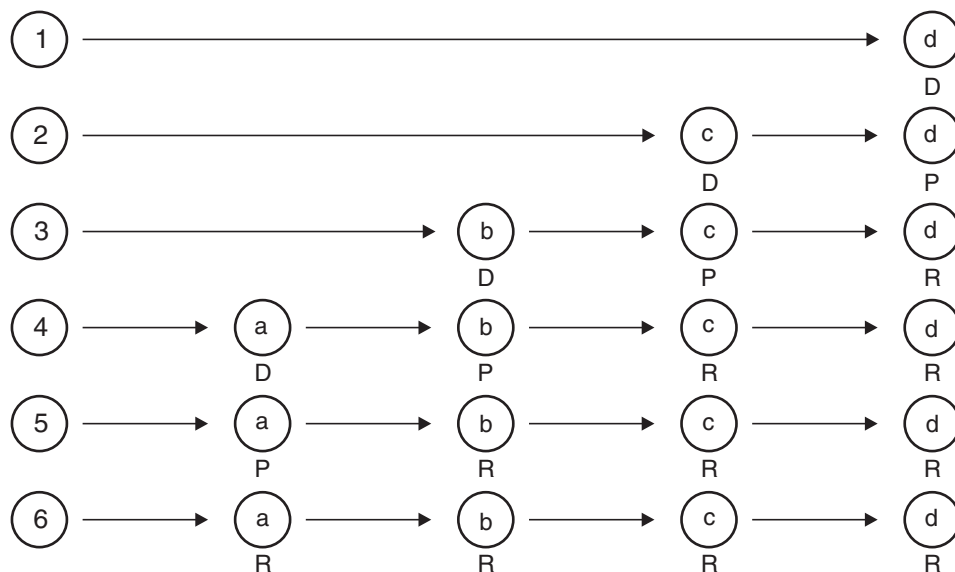 1 d
D
2 c d
D P
3 b c d
D P R
4 a b c d
D P R R
5 a b c d
P R R R
6 a b c d
R R R R